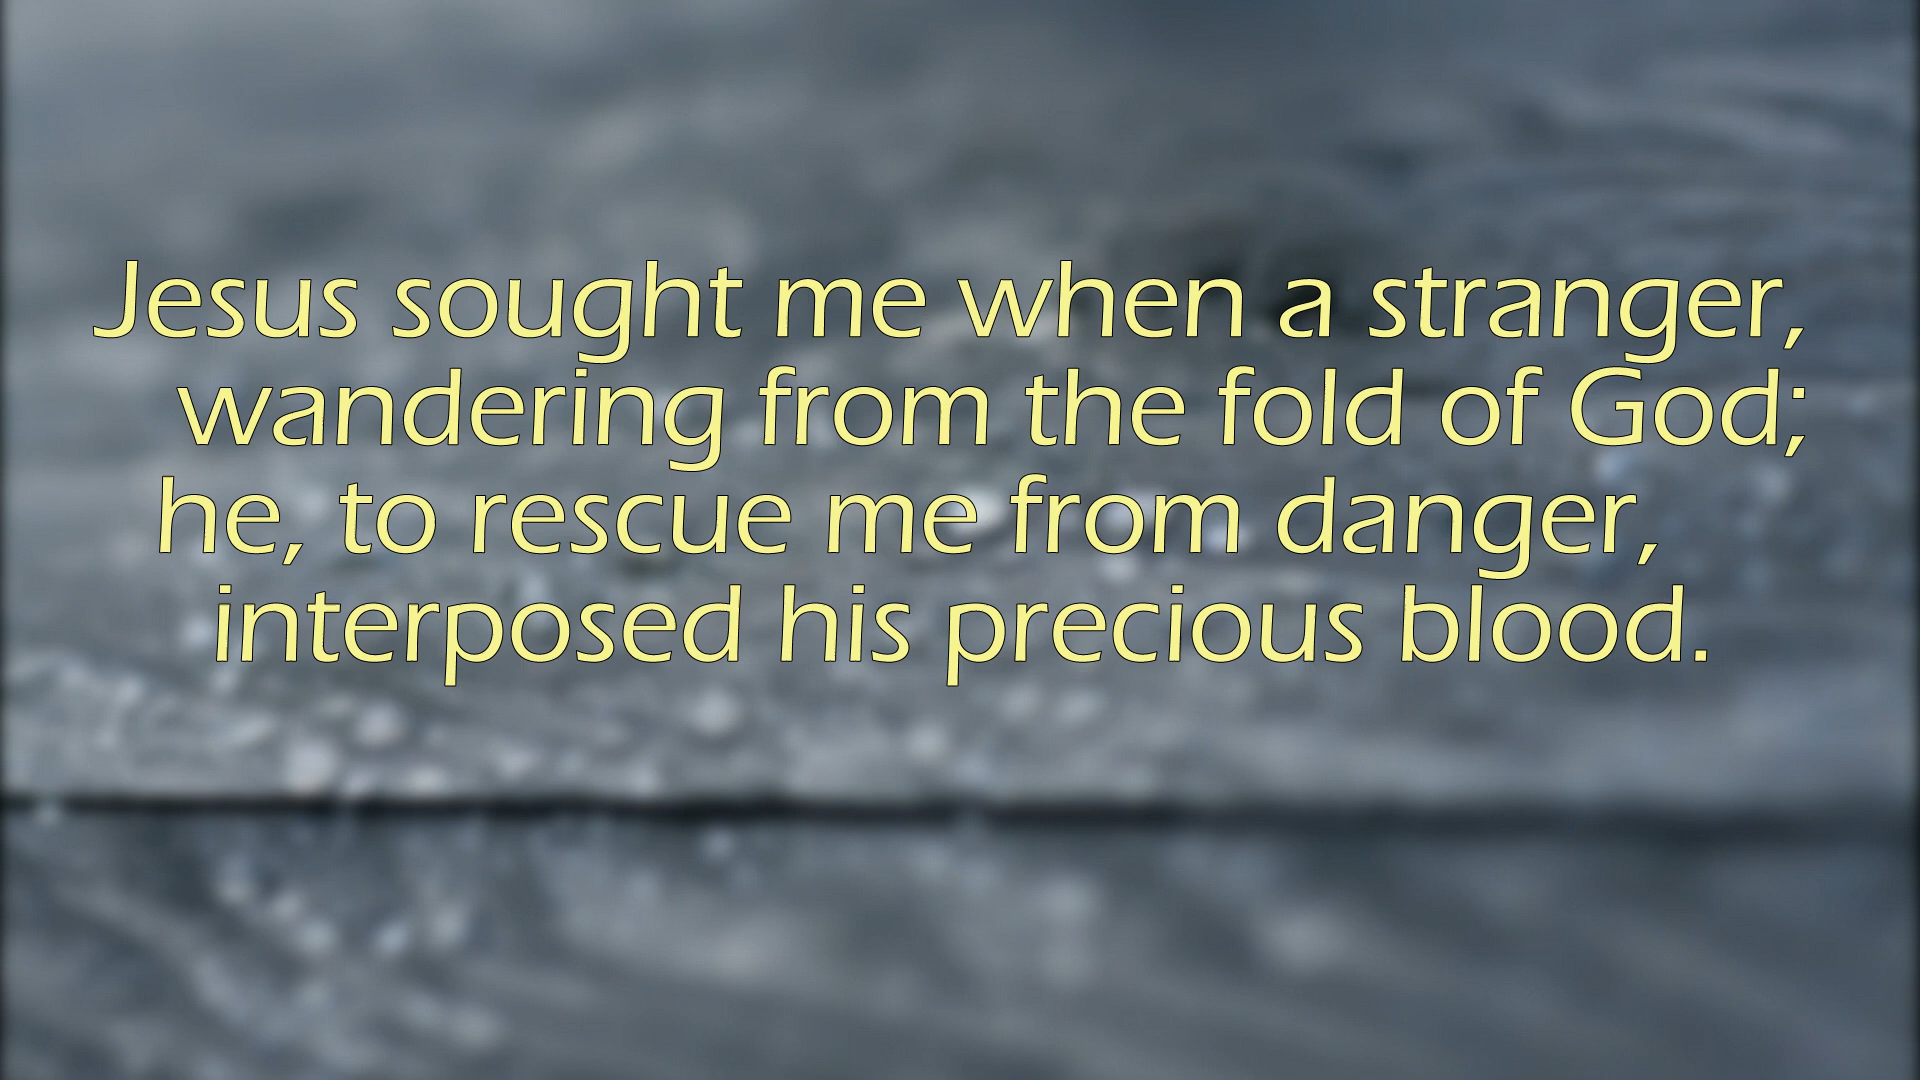 Jesus sought me when a stranger,
wandering from the fold of God;
he, to rescue me from danger,
interposed his precious blood.